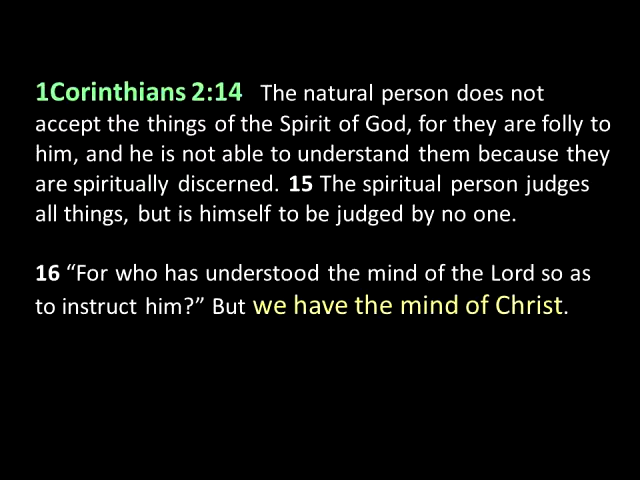 1Corinthians 2:14 The natural person does not
accept the things of the Spirit of God, for they are folly to
him, and he is not able to understand them because they
are spiritually discerned. 15 The spiritual person judges
all things, but is himself to be judged by no one.
16 “For who has understood the mind of the Lord so as
to instruct him?” But we have the mind of Christ.